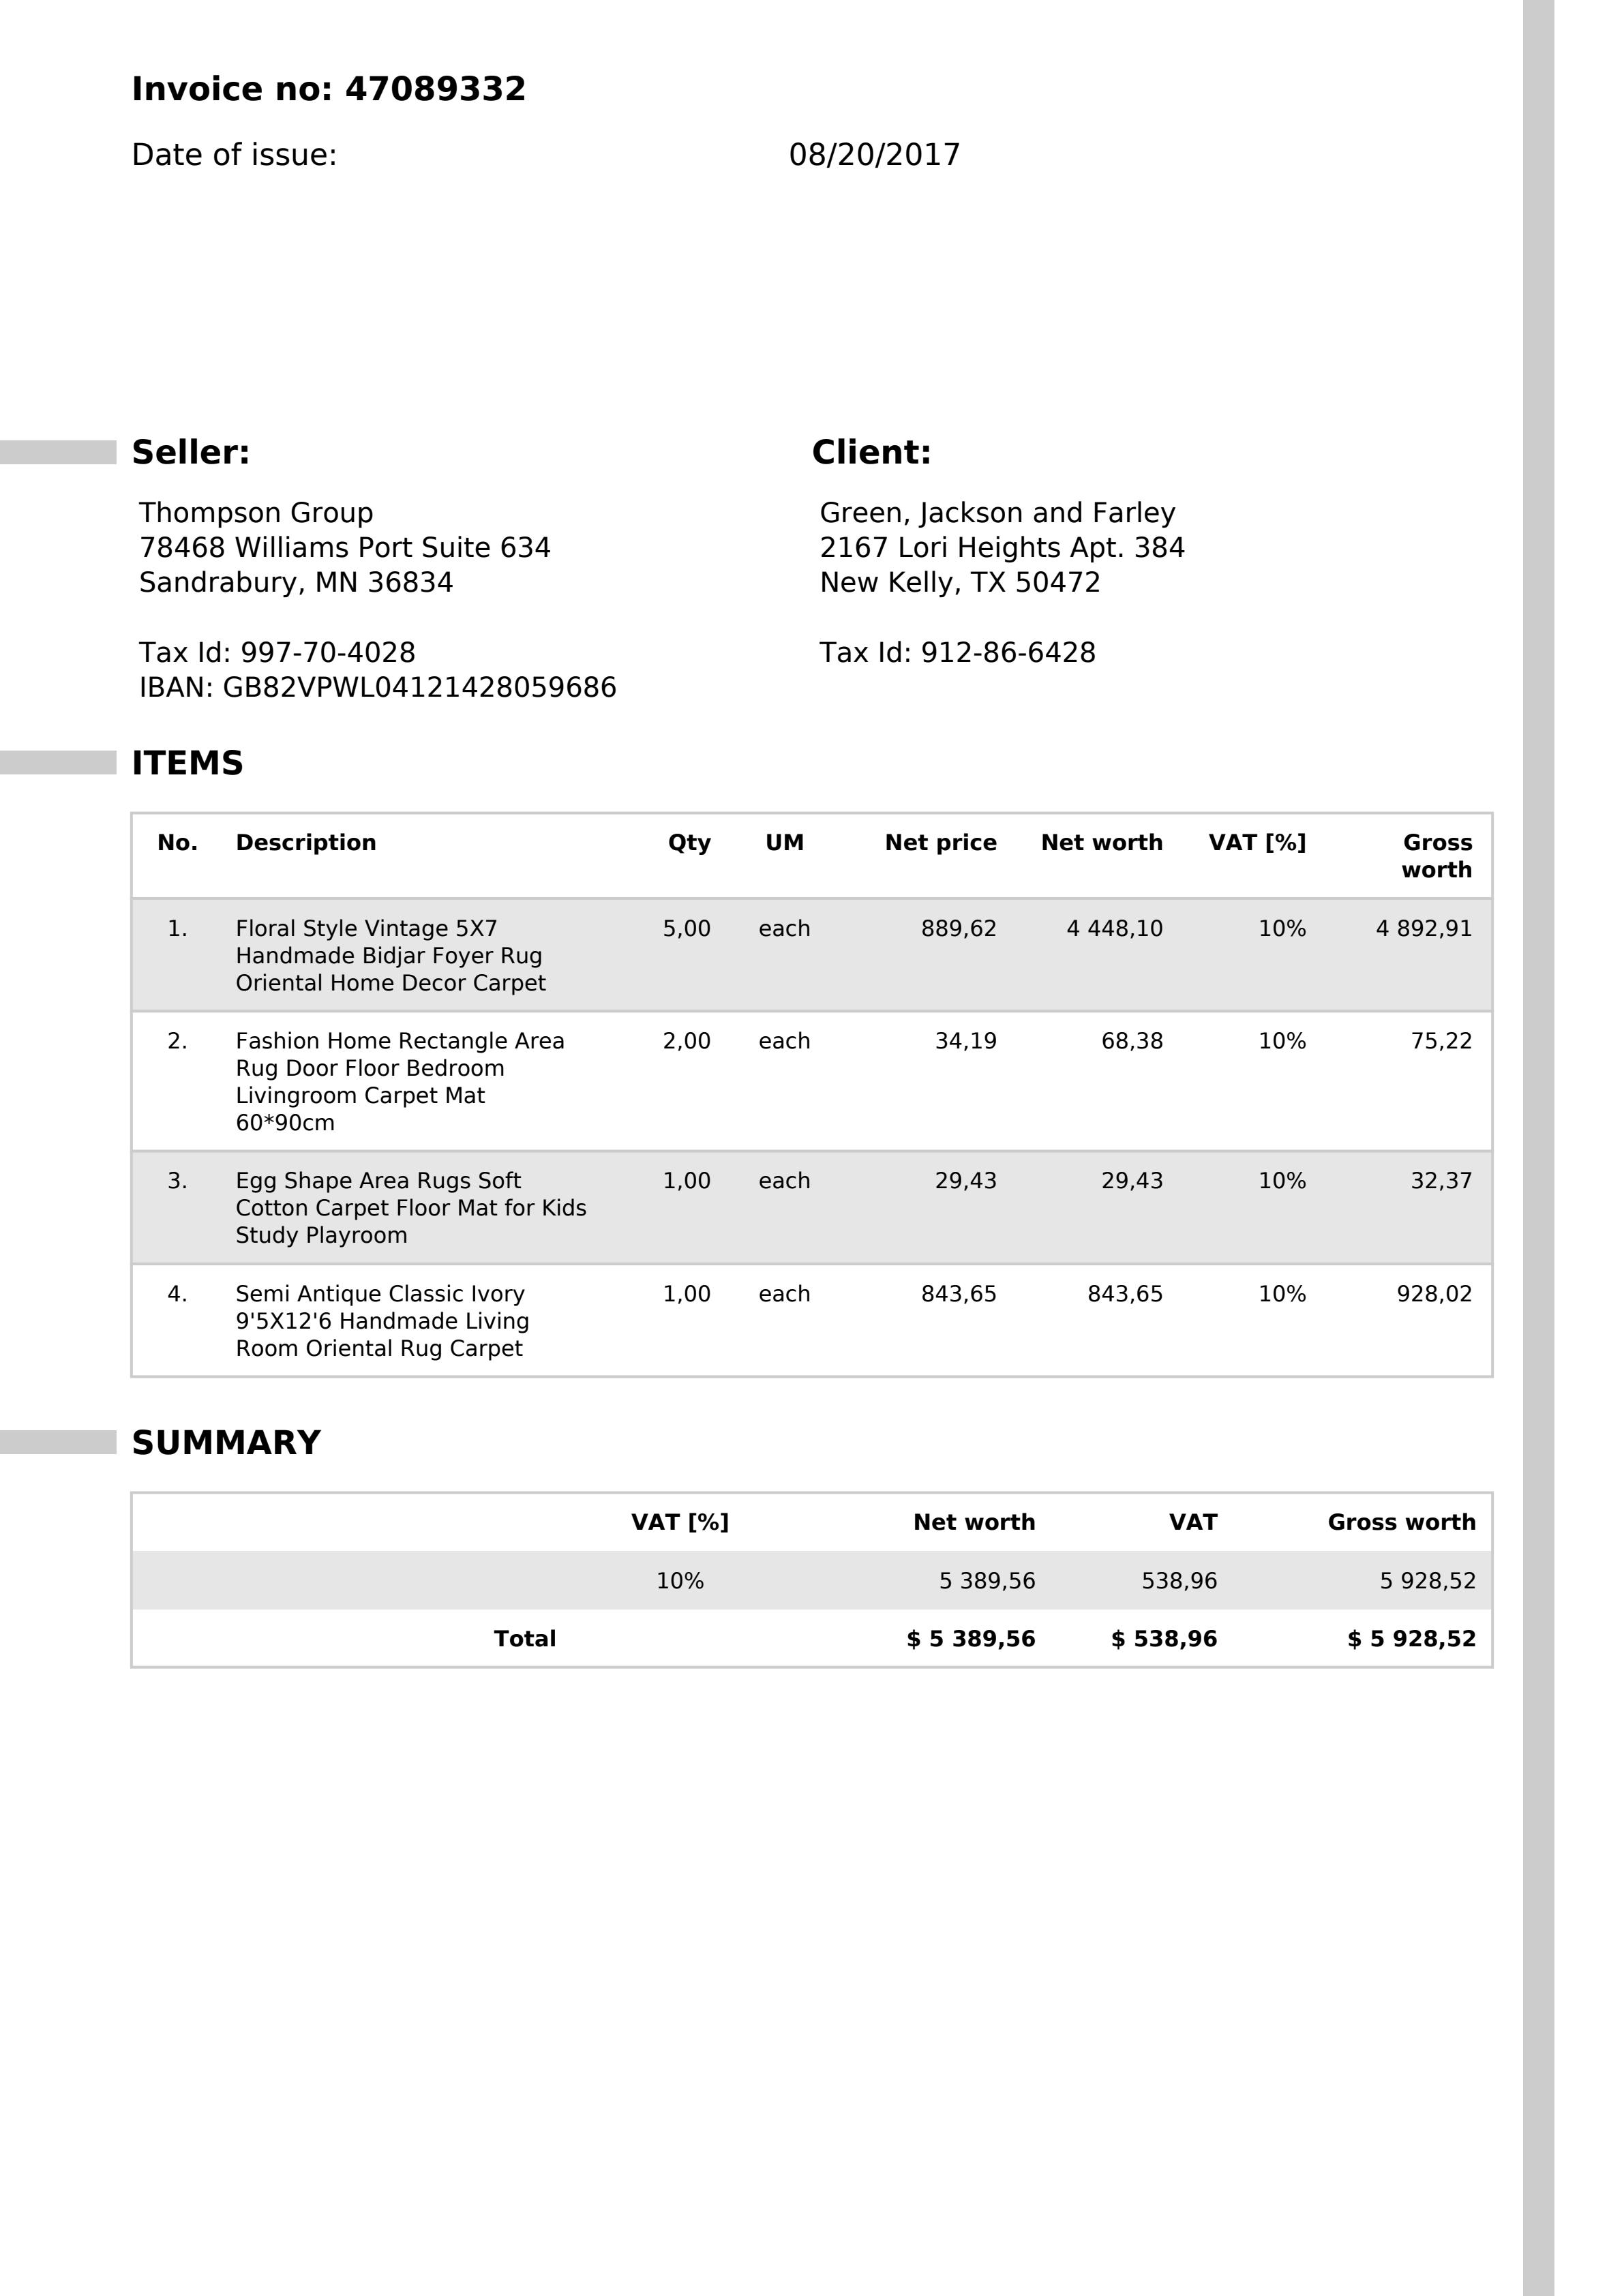 Invoice no: 47089332
Date of issue: 08/20/2017
Seller:
Thompson Group
78468 Williams Port Suite 634
Sandrabury, MN 36834
Tax Id: 997-70-4028
IBAN: GB82VPWL04121428059686
Client:
Green, Jackson and Farley
2167 Lori Heights Apt. 384
New Kelly, TX 50472
Tax Id: 912-86-6428
ITEMS
No. Description Qty UM Net price Net worth VAT [%] Gross
worth
1. Floral Style Vintage 5X7 5,00 each 889,62 4 448,10 10% 4 892,91
Handmade Bidjar Foyer Rug
Oriental Home Decor Carpet
2. Fashion Home Rectangle Area 2,00 each 34,19 68,38 10% 75,22
Rug Door Floor Bedroom
Livingroom Carpet Mat
60*90cm
3. Egg Shape Area Rugs Soft 1,00 each 29,43 29,43 10% 32,37
Cotton Carpet Floor Mat for Kids
Study Playroom
4. Semi Antique Classic Ivory 1,00 each 843,65 843,65 10% 928,02
9'5X12'6 Handmade Living
Room Oriental Rug Carpet
SUMMARY
VAT [%] Net worth VAT Gross worth
10% 5 389,56 538,96 5 928,52
Total $ 5 389,56 $ 538,96 $ 5 928,52